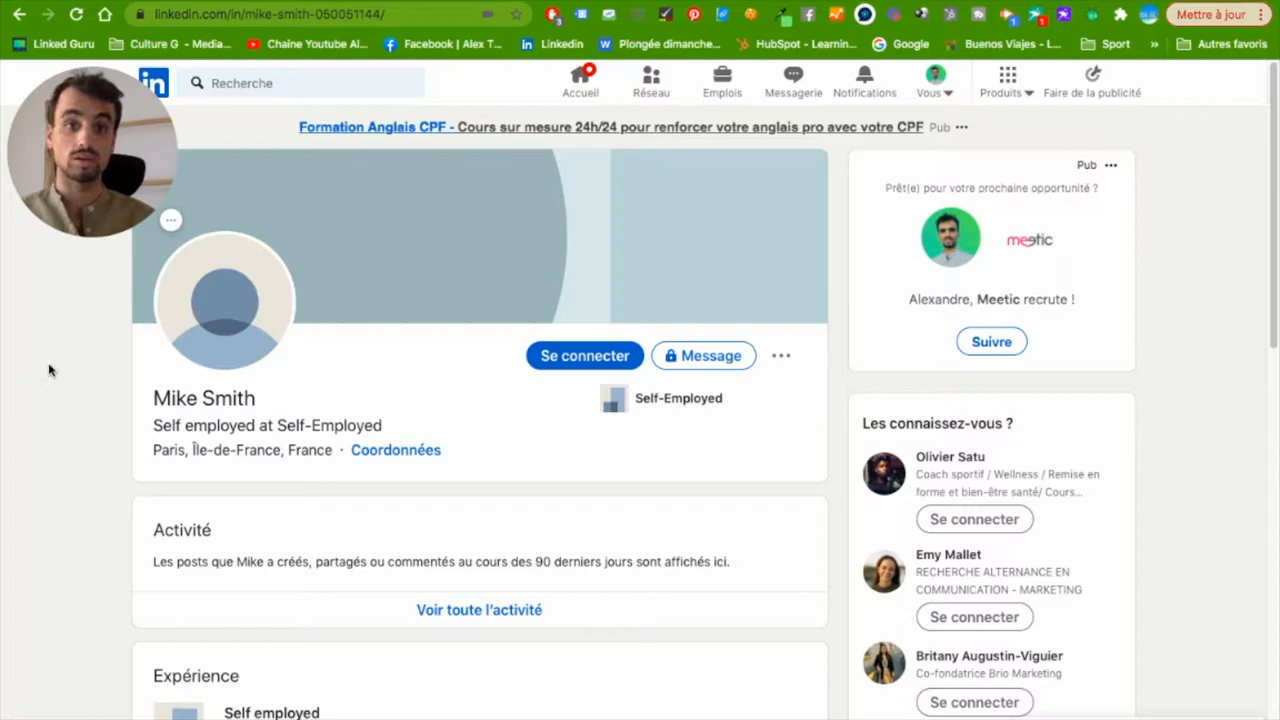 linkedin.com/in/mike-smith-050051144/
Mettre à jour
Linked Guru
Culture G - Media...
Chaine Youtube Al...
Facebook | Alex T...
Linkedin
Plongée dimanche...
HubSpot - Learnin...
Google
Buenos Viajes - L...
Sport
»
Autres favoris
in
Recherche
Accueil
Réseau
Emplois
Messagerie
Notifications
Vous
Produits
Faire de la publicité
Formation Anglais CPF - Cours sur mesure 24h/24 pour renforcer votre anglais pro avec votre CPF Pub •••
Se connecter
Message
Mike Smith
Self-Employed
Self employed at Self-Employed
Paris, Île-de-France, France · Coordonnées
Activité
Les posts que Mike a créés, partagés ou commentés au cours des 90 derniers jours sont affichés ici.
Voir toute l'activité
Expérience
Self employed
Pub •••
Prêt(e) pour votre prochaine opportunité ?
meetic
Alexandre, Meetic recrute !
Suivre
Les connaissez-vous ?
Olivier Satu
Coach sportif / Wellness / Remise en
forme et bien-être santé/ Cours...
Se connecter
Emy Mallet
RECHERCHE ALTERNANCE EN
COMMUNICATION - MARKETING
Se connecter
Britany Augustin-Viguier
Co-fondatrice Brio Marketing
Se connecter